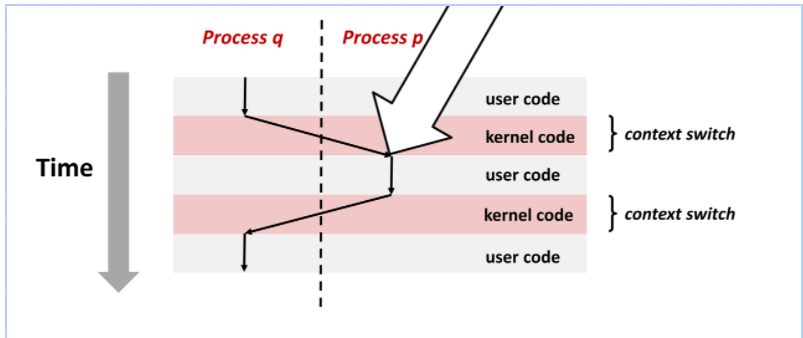 Process q
Process p
user code
kernel code
context switch
Time
user code
kernel code
context switch
user code